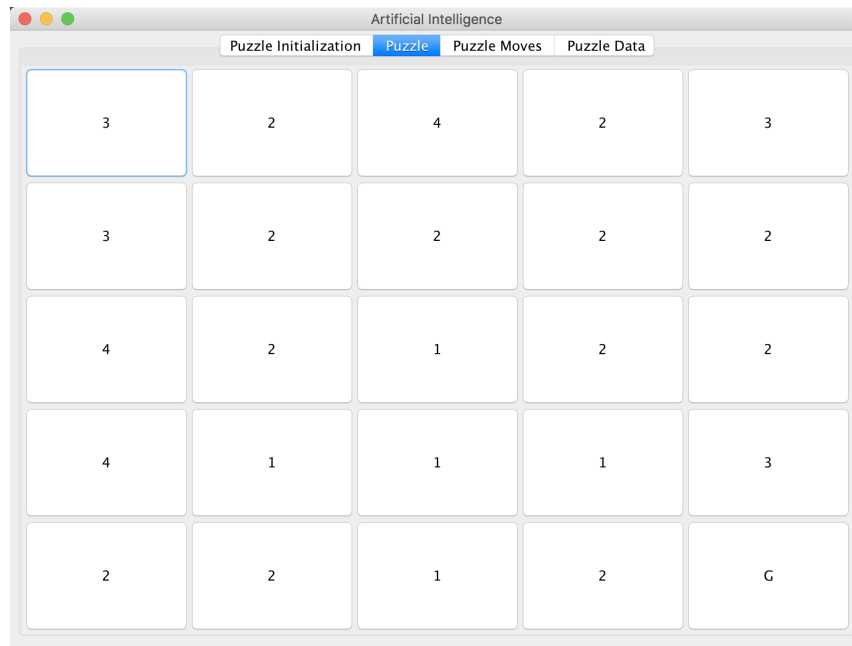 Artificial Intelligence
Puzzle Initialization Puzzle Puzzle Moves Puzzle Data
3 2 4 2 3
3 2 2 2 2
4 2 1 2 2
4 1 1 1 3
2 2 1 2 G